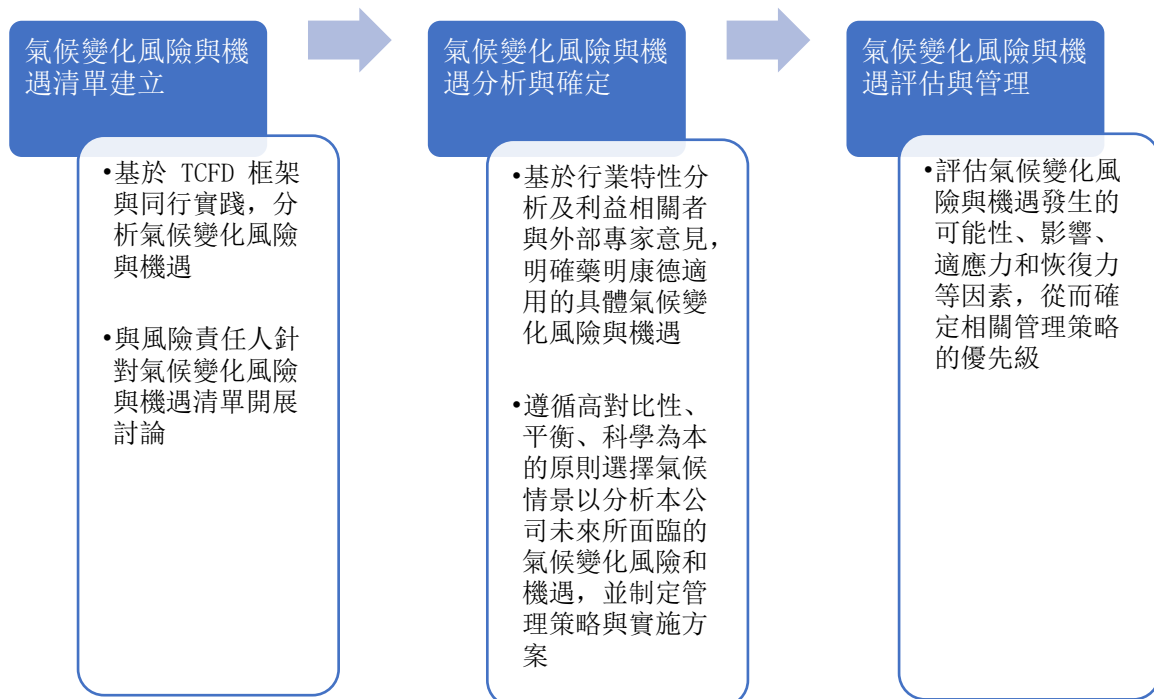 氣候變化風險與機
遇清單建立
•基於 TCFD 框架
與同行實踐，分
析氣候變化風險
與機遇
•與風險責任人針
對氣候變化風險
與機遇清單開展
討論
氣候變化風險與機
遇分析與確定
•基於行業特性分
析及利益相關者
與外部專家意見，
明確藥明康德適
用的具體氣候變
化風險與機遇
•遵循高對比性、
平衡、科學為本
的原則選擇氣候
情景以分析本公
司未來所面臨的
氣候變化風險和
機遇，並制定管
理策略與實施方
案
氣候變化風險與機
遇評估與管理
•評估氣候變化風
險與機遇發生的
可能性、影響、
適應力和恢復力
等因素，從而確
定相關管理策略
的優先級